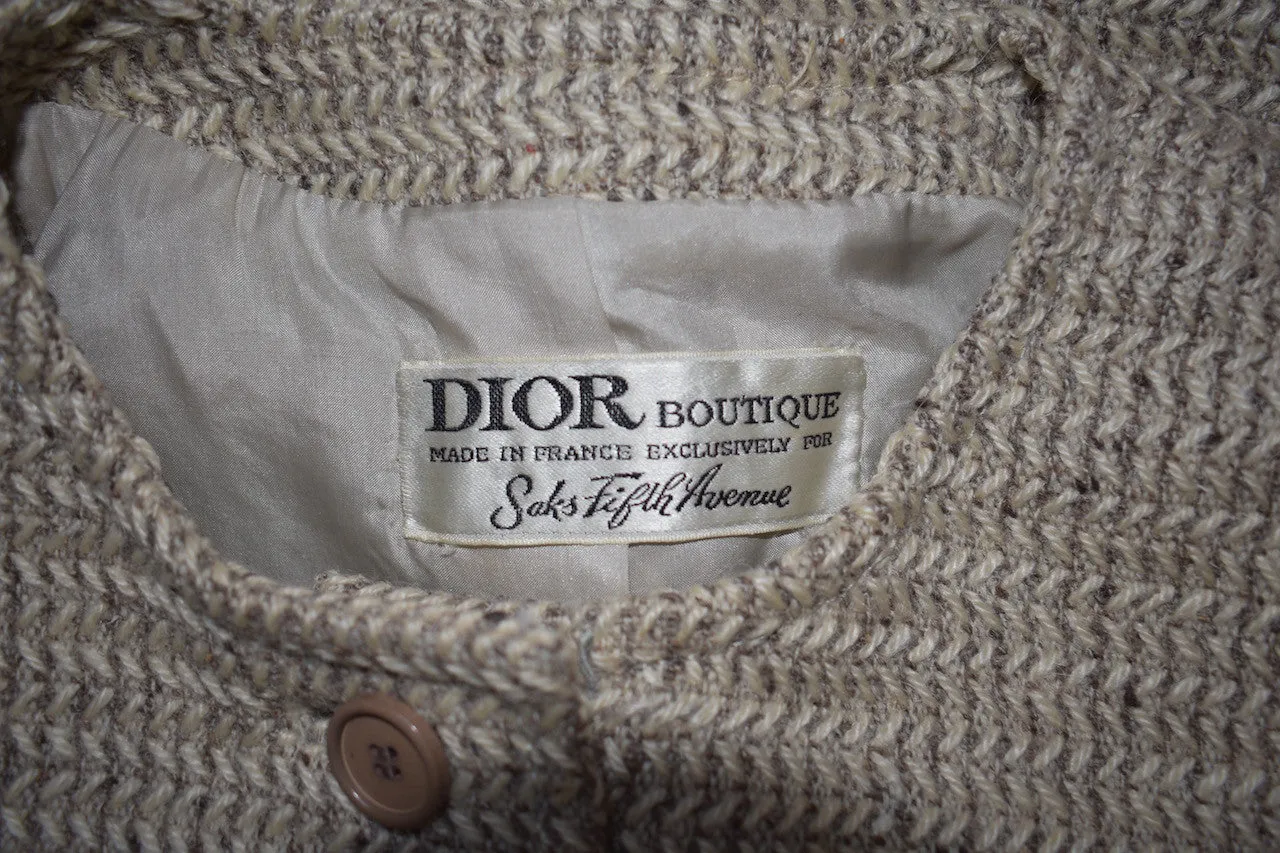 DIOR BOUTIQUE
MADE IN FRANCE EXCLUSIVELY FOR
Saks Fifth Avenue